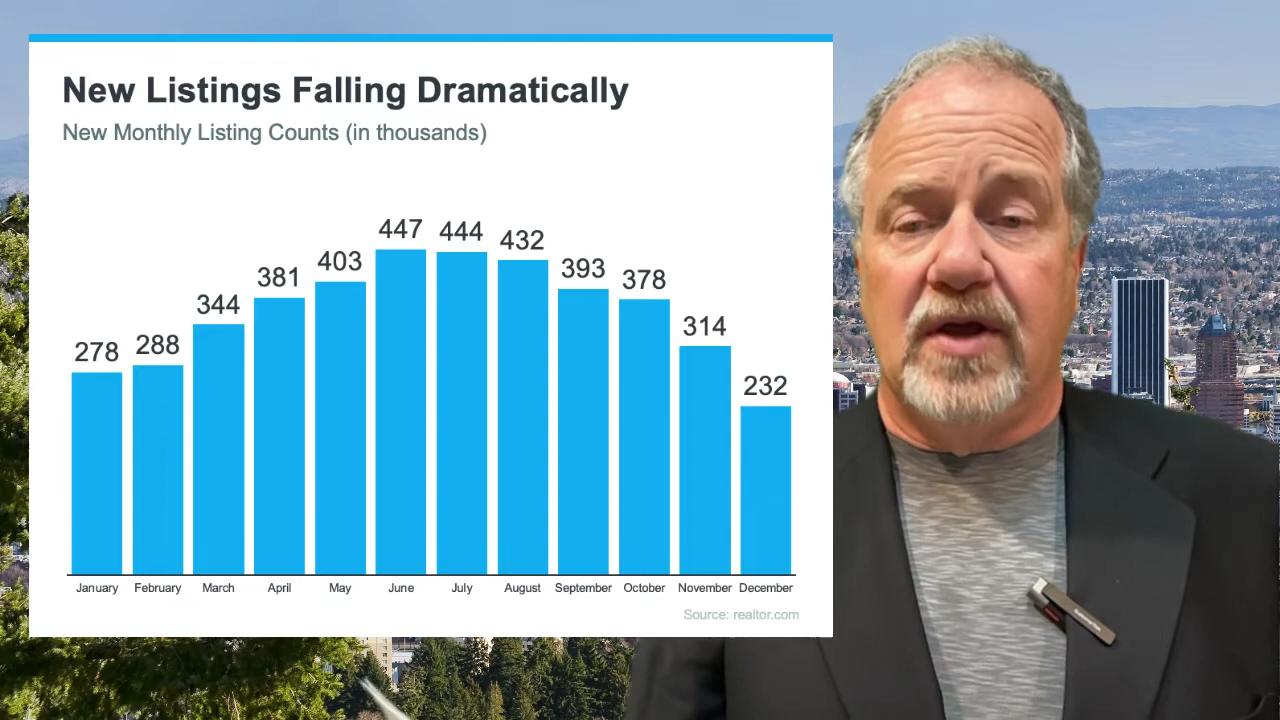 New Listings Falling Dramatically
New Monthly Listing Counts (in thousands)
278 288 344 381 403 447 444 432 393 378 314 232
January February March April May June July August September October November December
Source: realtor.com